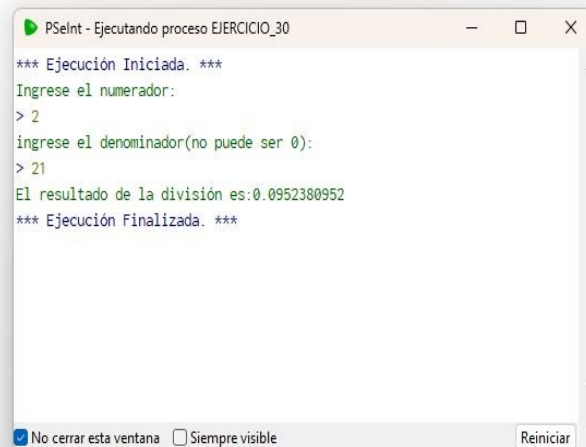 PSeInt - Ejecutando proceso EJERCICIO_30
*** Ejecución Iniciada. ***
Ingrese el numerador:
> 2
ingrese el denominador(no puede ser 0):
> 21
El resultado de la división es:0.0952380952
*** Ejecución Finalizada. ***
No cerrar esta ventana Siempre visible Reiniciar